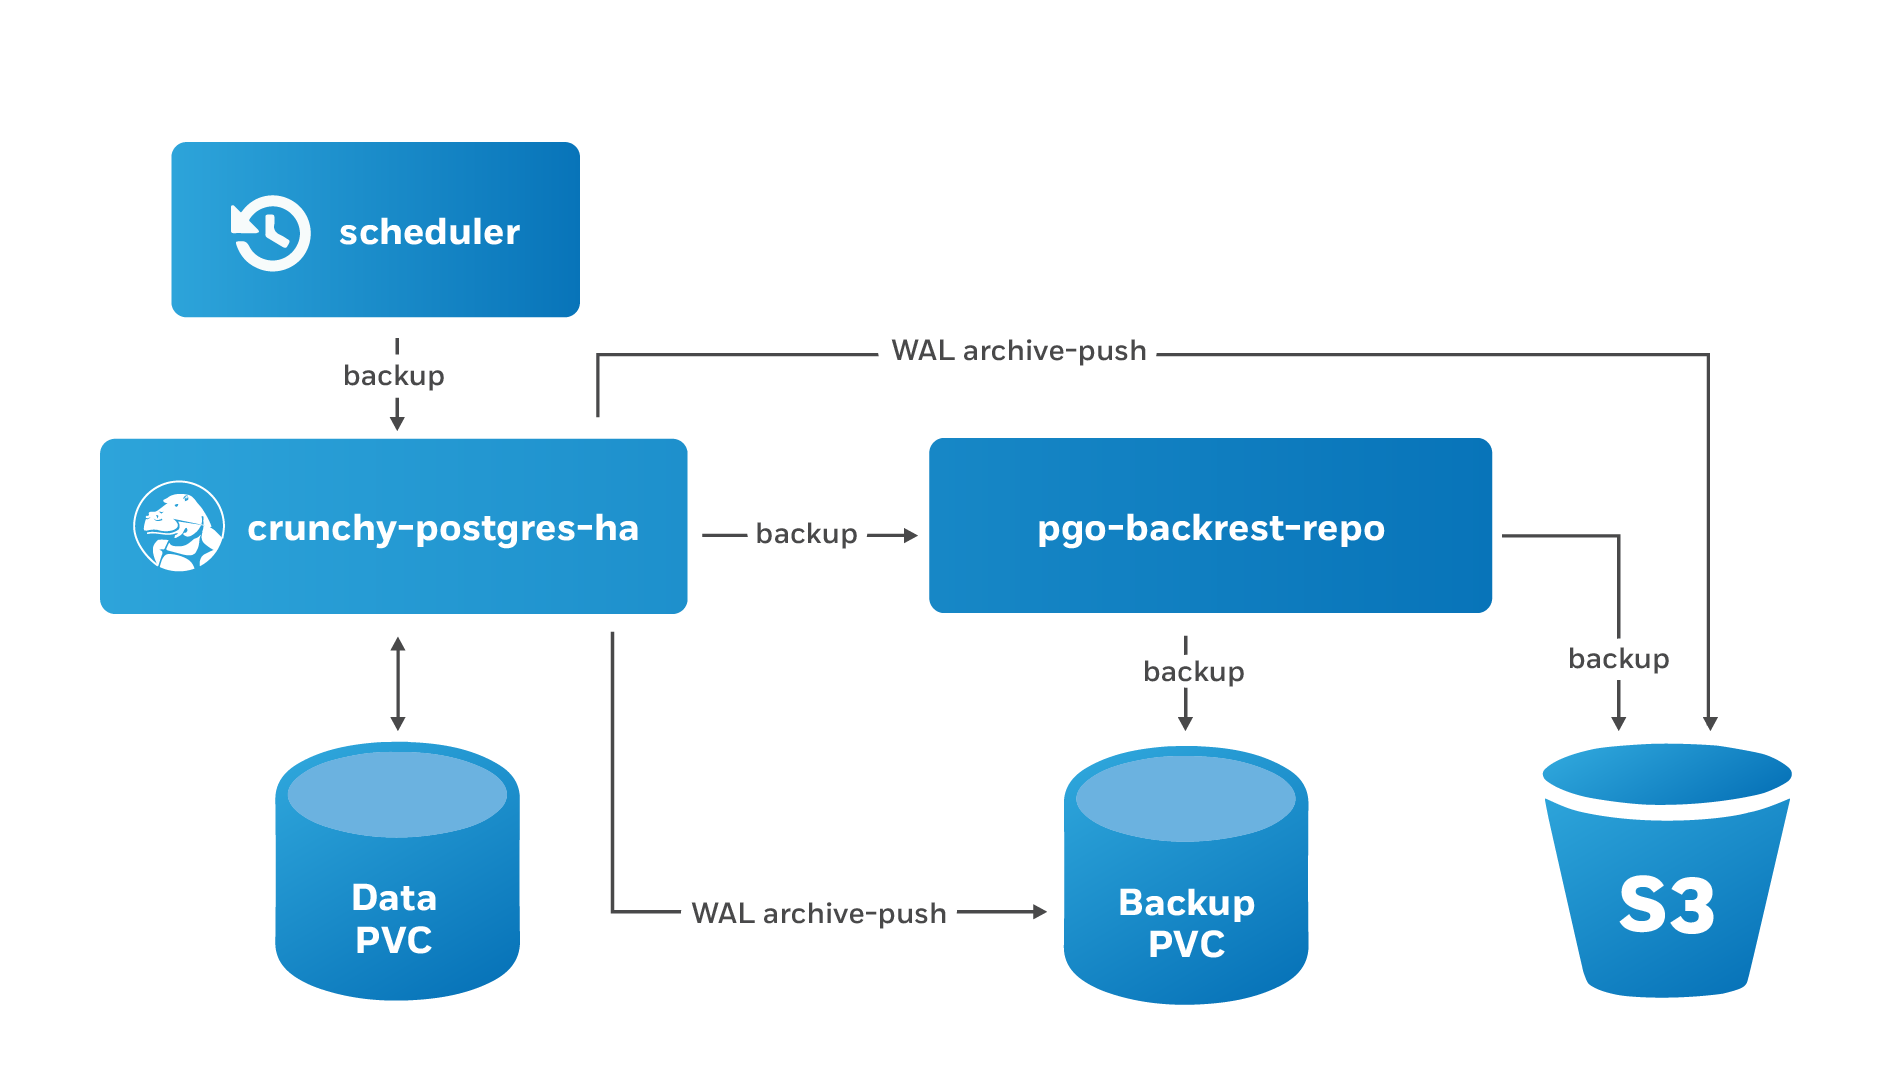 scheduler
backup
WAL archive-push
crunchy-postgres-ha
backup
pgo-backrest-repo
backup
backup
Data
PVC
WAL archive-push
Backup
PVC
S3